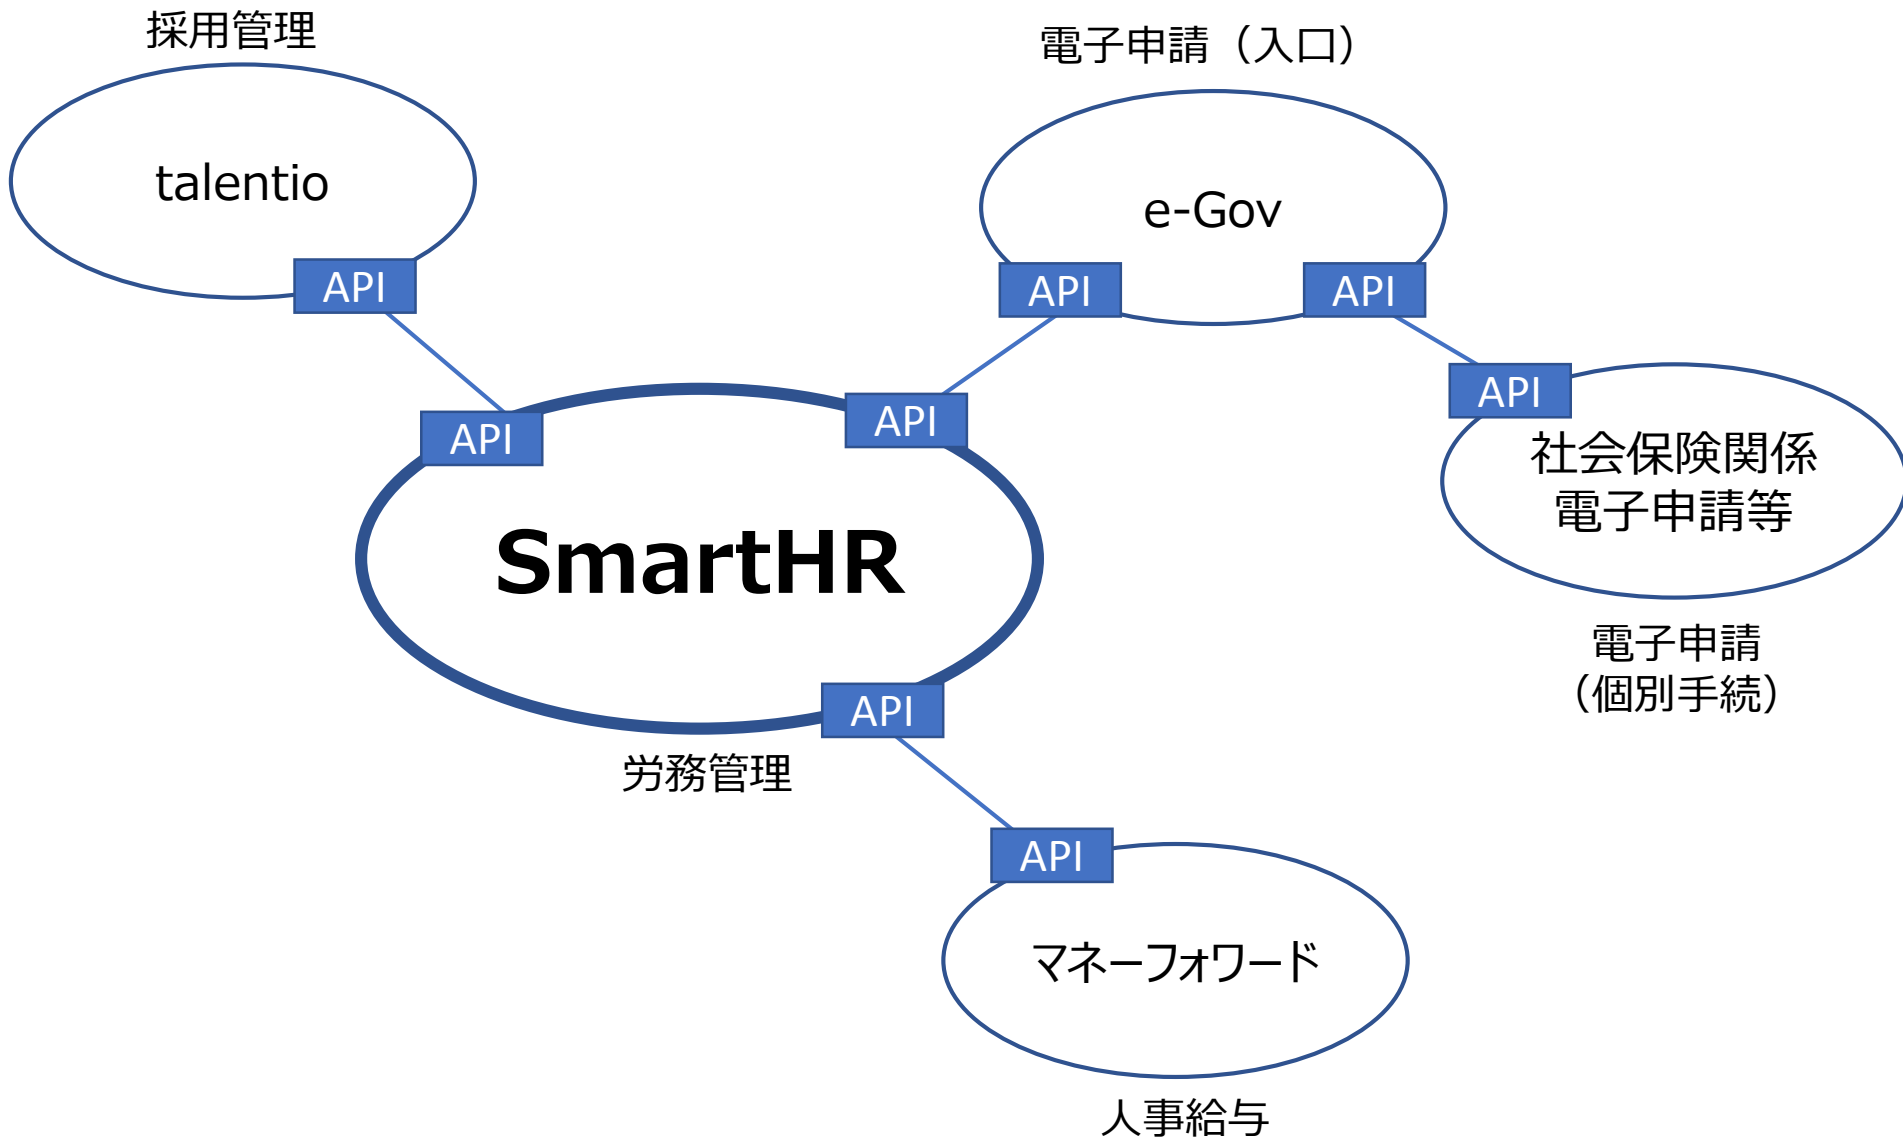 採用管理
talentio
API
電子申請（入口）
e-Gov
API
API
API
社会保険関係
電子申請等
電子申請
（個別手続）
API
API
SmartHR
API
労務管理
API
マネーフォワード
人事給与